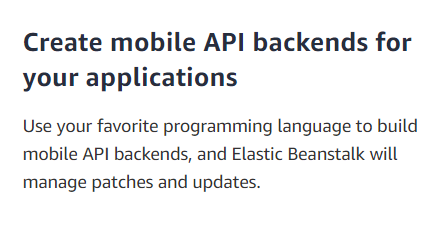 Create mobile API backends for
your applications
Use your favorite programming language to build
mobile API backends, and Elastic Beanstalk will
manage patches and updates.